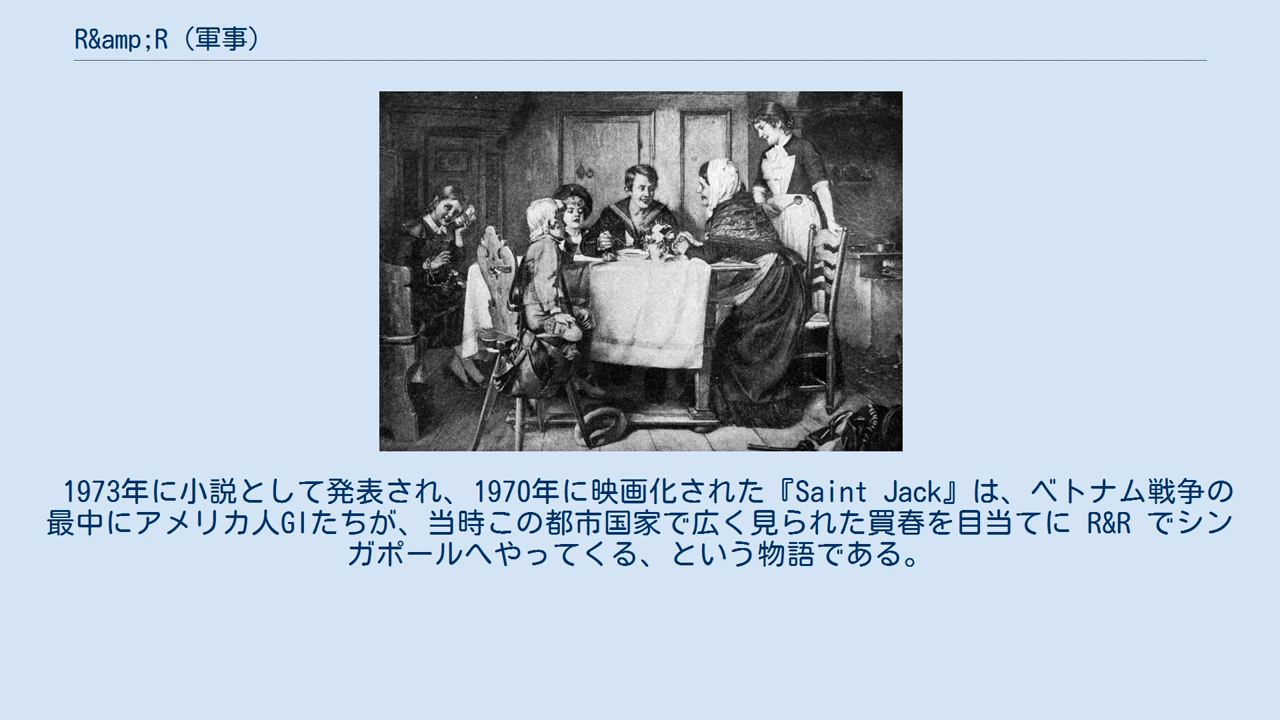 R&amp;R（軍事）
1973年に小説として発表され、1970年に映画化された『Saint Jack』は、ベトナム戦争の
最中にアメリカ人GIたちが、当時この都市国家で広く見られた買春を目当てに R&R でシン
ガポールへやってくる、という物語である。